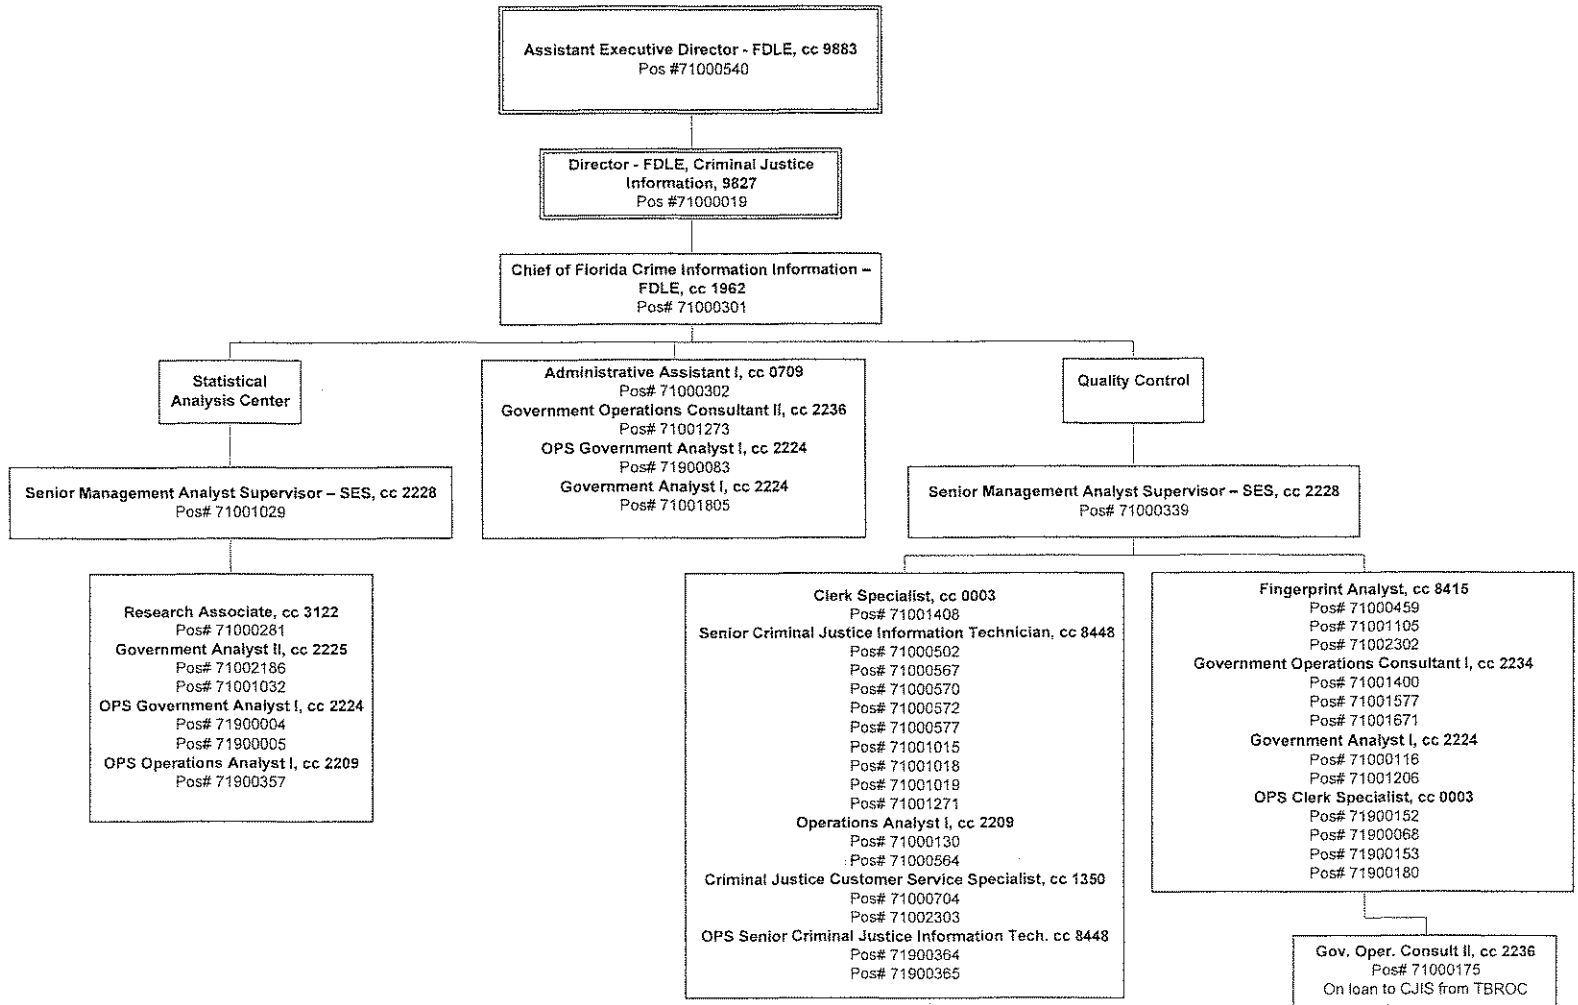 Assistant Executive Director - FDLE, cc 9883
Pos #71000540
Director - FDLE, Criminal Justice
Information, 9827
Pos #71000019
Chief of Florida Crime Information Information –
FDLE, cc 1962
Pos# 71000301
Statistical
Analysis Center
Administrative Assistant I, cc 0709
Pos# 71000302
Government Operations Consultant II, cc 2236
Pos# 71001273
OPS Government Analyst I, cc 2224
Pos# 71900083
Government Analyst I, cc 2224
Pos# 71001805
Quality Control
Senior Management Analyst Supervisor – SES, cc 2228
Pos# 71001029
Senior Management Analyst Supervisor – SES, cc 2228
Pos# 71000339
Research Associate, cc 3122
Pos# 71000281
Government Analyst II, cc 2225
Pos# 71002186
Pos# 71001032
OPS Government Analyst I, cc 2224
Pos# 71900004
Pos# 71900005
OPS Operations Analyst I, cc 2209
Pos# 71900357
Clerk Specialist, cc 0003
Pos# 71001408
Senior Criminal Justice Information Technician, cc 8448
Pos# 71000502
Pos# 71000567
Pos# 71000570
Pos# 71000572
Pos# 71000577
Pos# 71001015
Pos# 71001018
Pos# 71001019
Pos# 71001271
Operations Analyst I, cc 2209
Pos# 71000130
Pos# 71000564
Criminal Justice Customer Service Specialist, cc 1350
Pos# 71000704
Pos# 71002303
OPS Senior Criminal Justice Information Tech. cc 8448
Pos# 71900364
Pos# 71900365
Fingerprint Analyst, cc 8415
Pos# 71000459
Pos# 71001105
Pos# 71002302
Government Operations Consultant I, cc 2234
Pos# 71001400
Pos# 71001577
Pos# 71001671
Government Analyst I, cc 2224
Pos# 71000116
Pos# 71001206
OPS Clerk Specialist, cc 0003
Pos# 71900152
Pos# 71900068
Pos# 71900153
Pos# 71900180
Gov. Oper. Consult II, cc 2236
Pos# 71000175
On loan to CJIS from TBROC